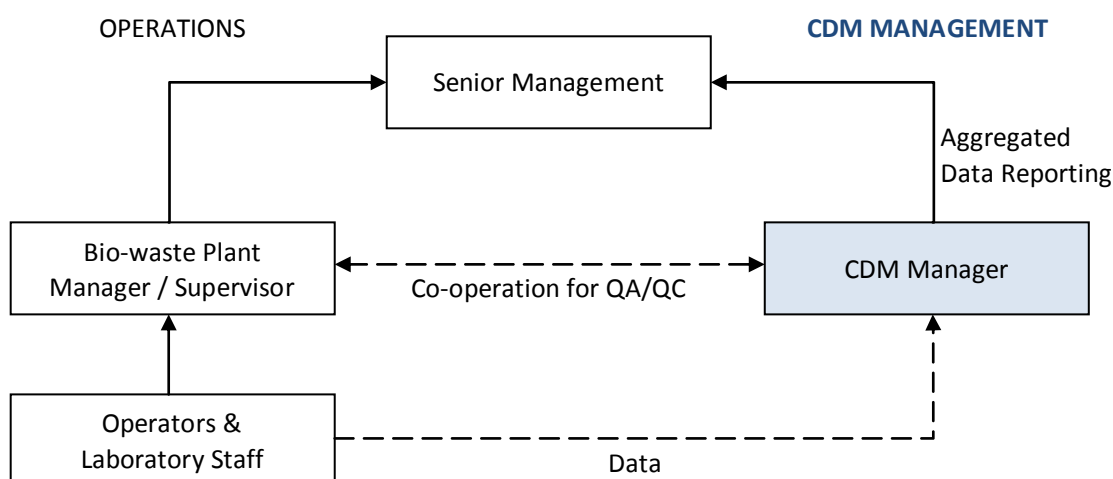 OPERATIONS
CDM MANAGEMENT
Senior Management
Aggregated
Data Reporting
Bio-waste Plant
Manager / Supervisor
Co-operation for QA/QC
CDM Manager
Operators &
Laboratory Staff
Data